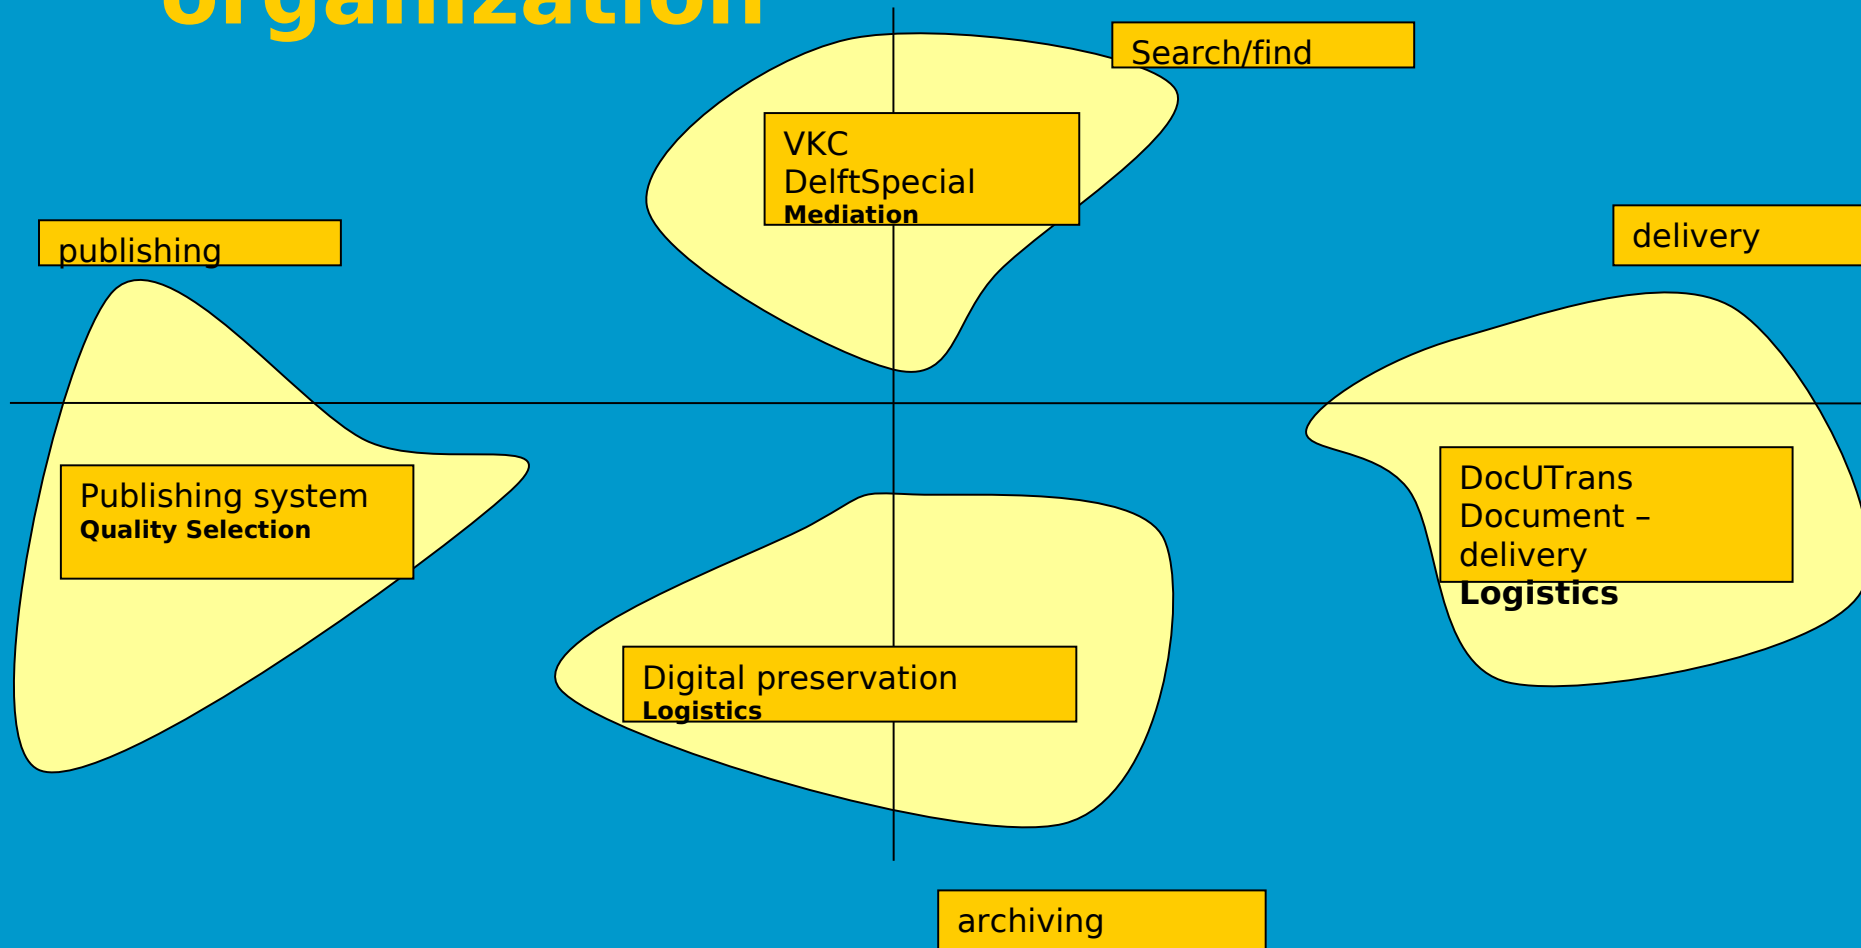 organization
Search/find
VKC
DelftSpecial
Mediation
publishing
delivery
Publishing system
Quality Selection
DocUTrans
Document –
delivery
Logistics
Digital preservation
Logistics
archiving